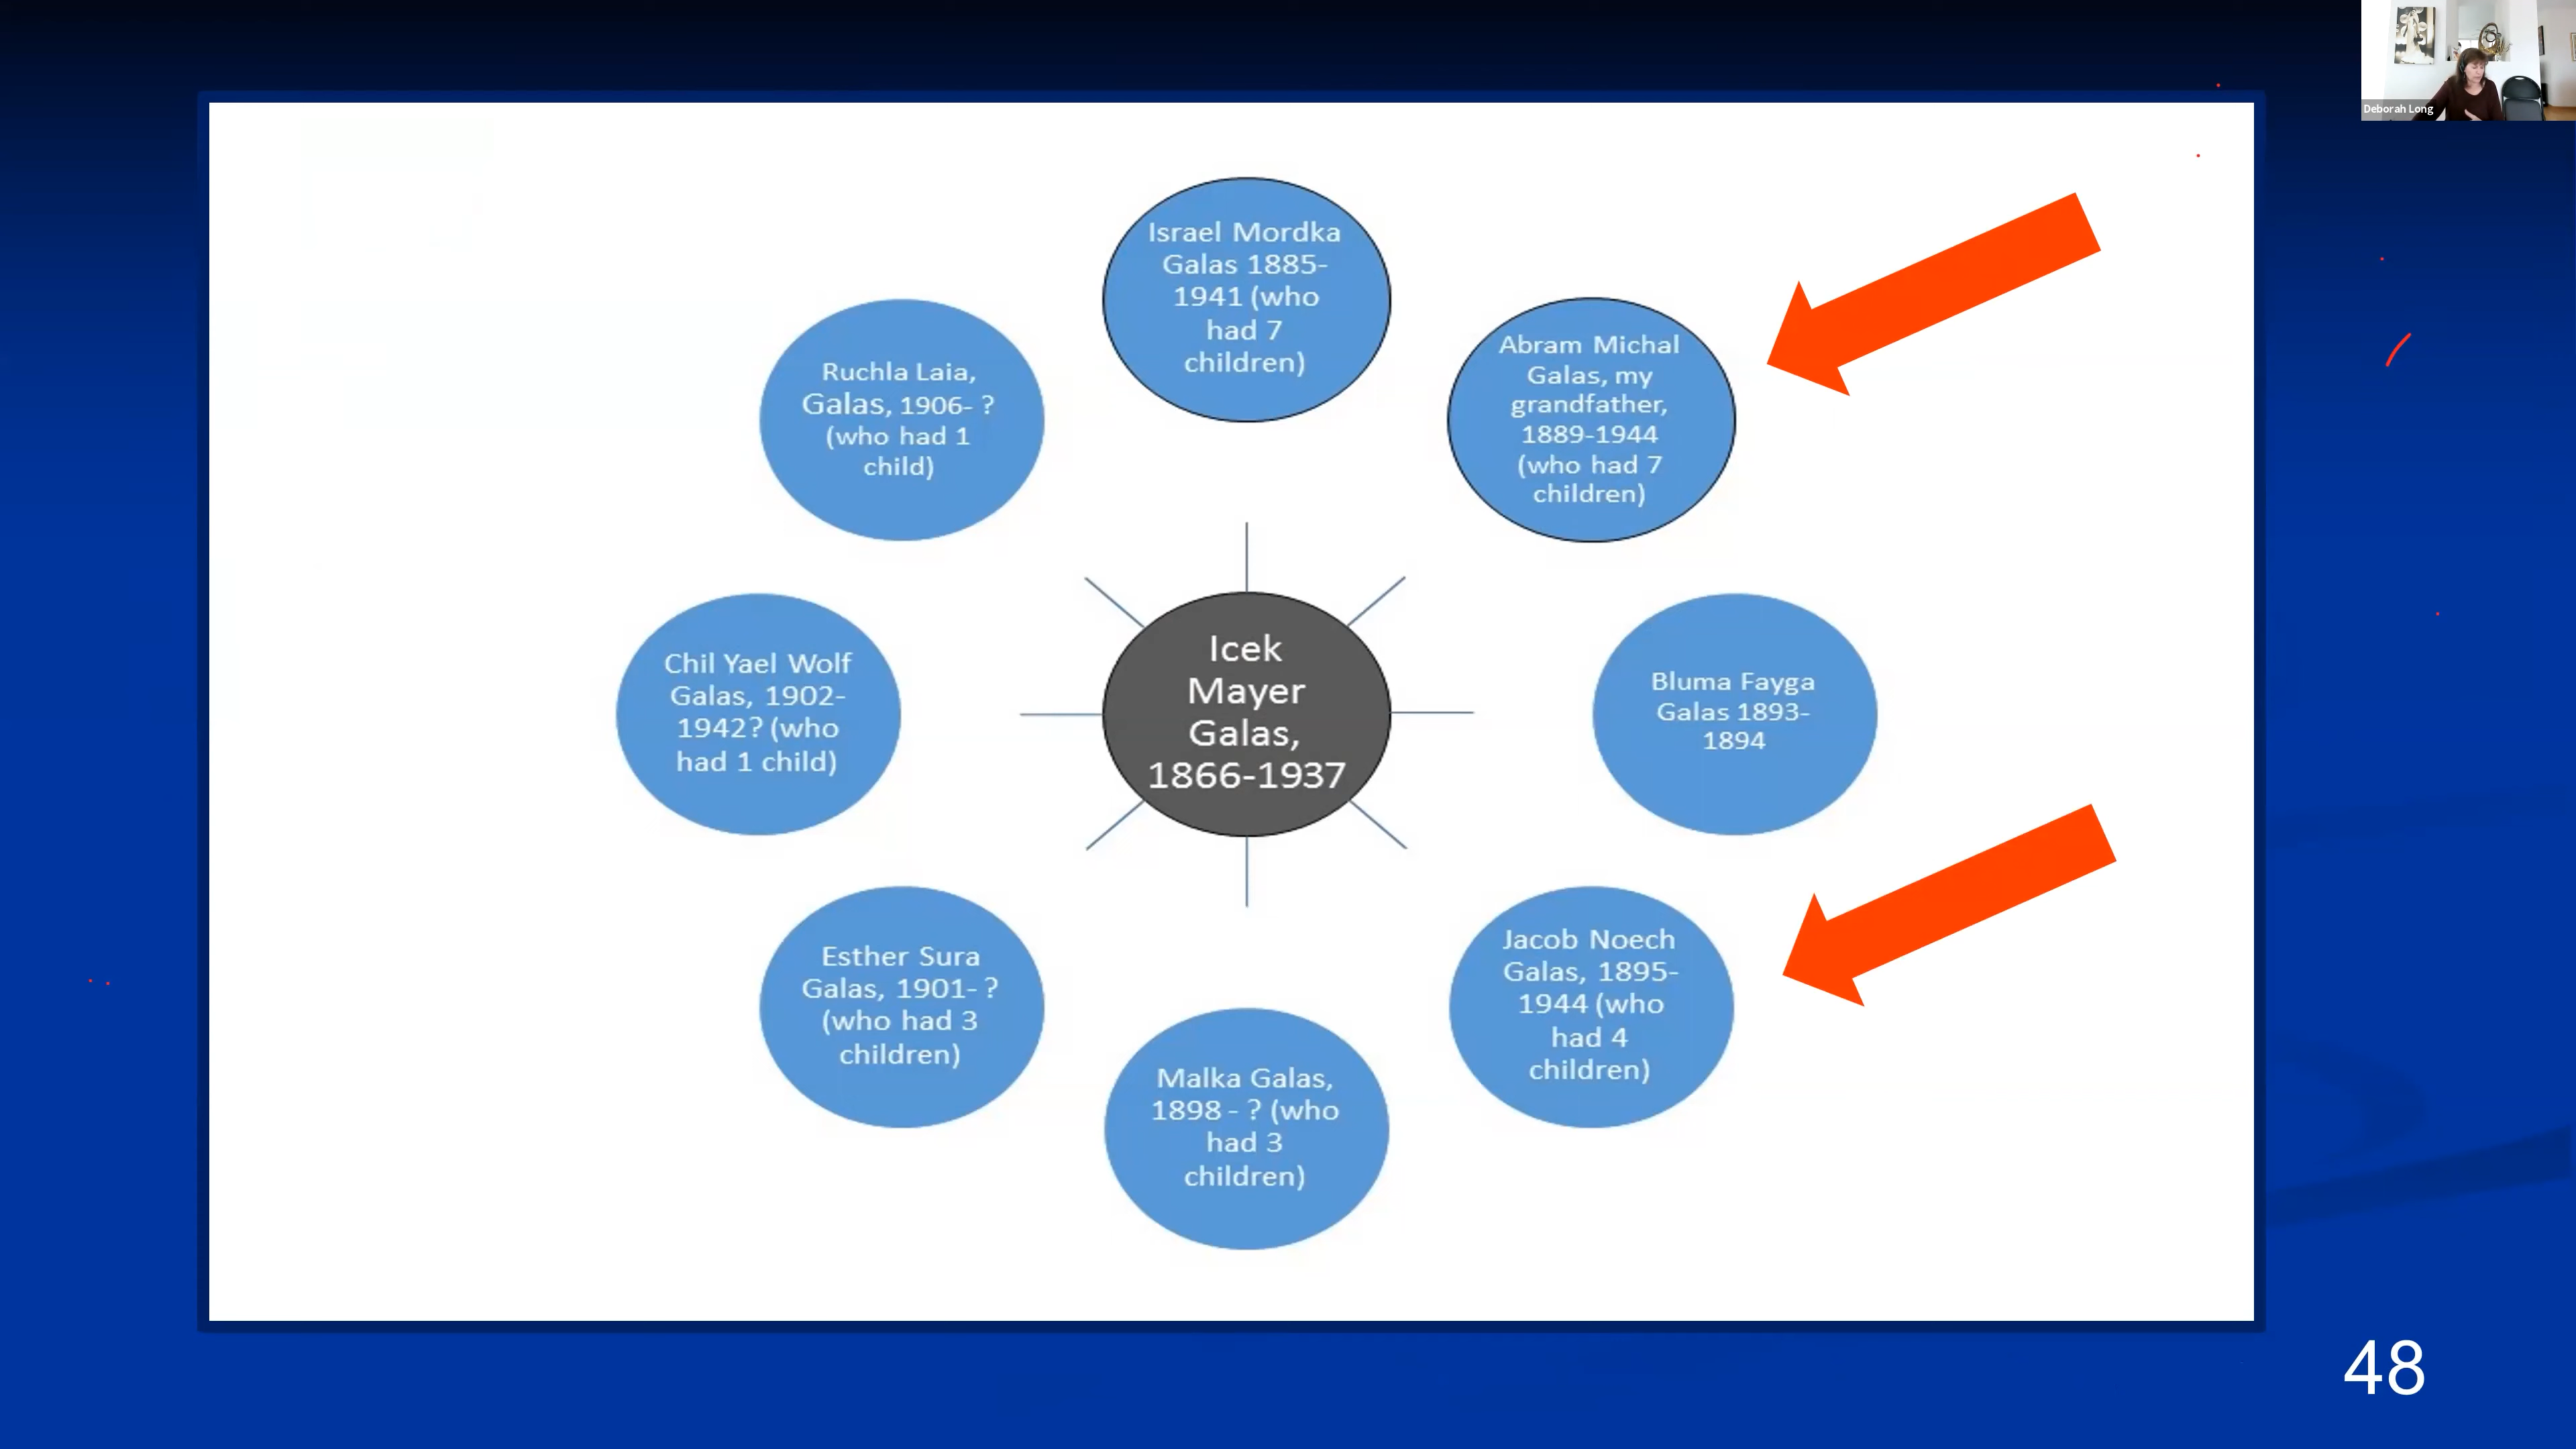 Deborah Long
Israel Mordka
Galas 1885-
1941 (who
had 7
children)
Abram Michal
Galas, my
grandfather,
1889-1944
(who had 7
children)
Bluma Fayga
Galas 1893-
1894
Jacob Noech
Galas, 1895-
1944 (who
had 4
children)
Malka Galas,
1898 - ? (who
had 3
children)
Esther Sura
Galas, 1901- ?
(who had 3
children)
Chil Yael Wolf
Galas, 1902-
1942? (who
had 1 child)
Ruchla Laia,
Galas, 1906- ?
(who had 1
child)
Icek
Mayer
Galas,
1866-1937
48